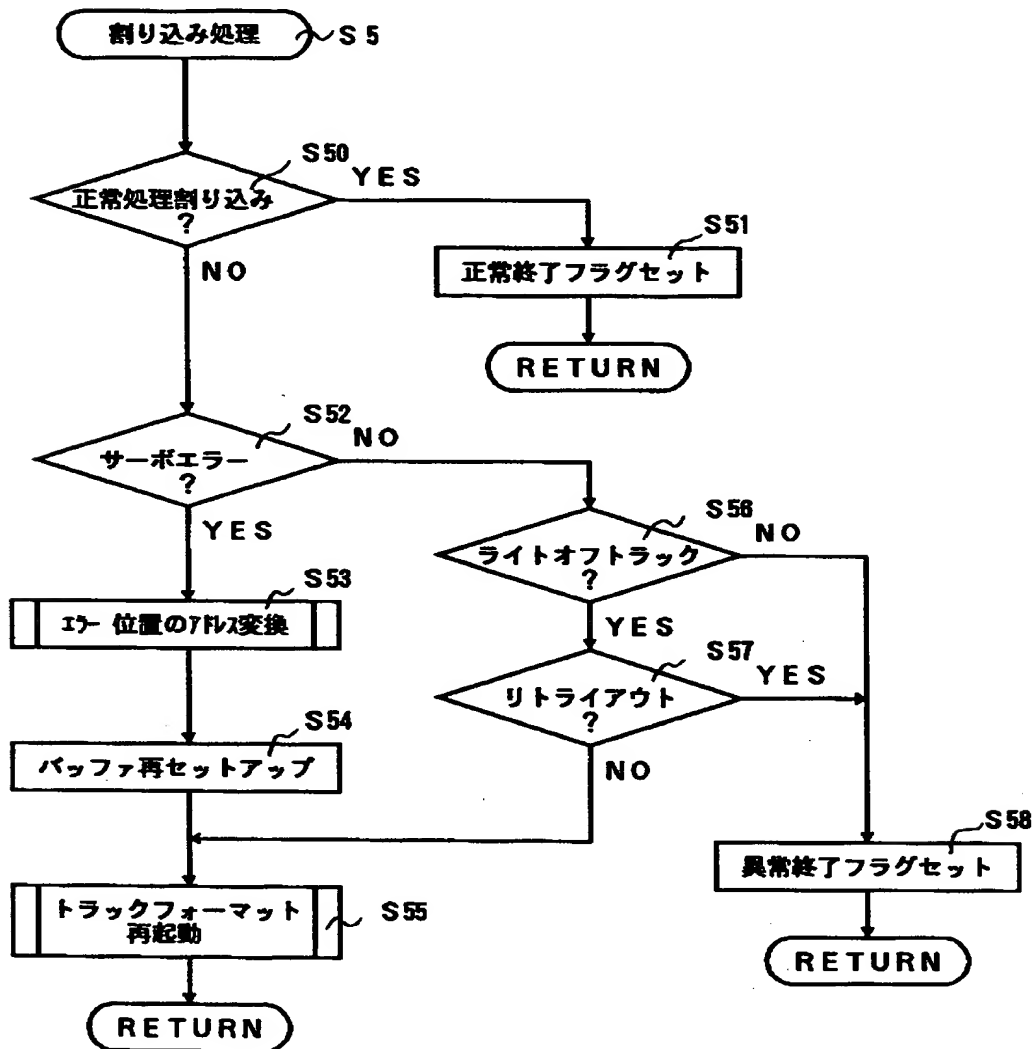 割り込み処理 S5
S50
正常処理割り込み
?
YES
NO
S51
正常終了フラグセット
RETURN
S52
サーボエラー
?
NO
YES
S53
エラー 位置のアドレス変換
S54
バッファ再セットアップ
S56
ライトオフトラック
?
NO
YES
S57
リトライアウト
?
YES
NO
S55
トラックフォーマット
再起動
RETURN
S58
異常終了フラグセット
RETURN